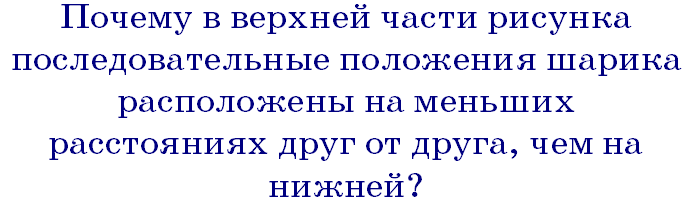 Почему в верхней части рисунка
последовательные положения шарика
расположены на меньших
расстояниях друг от друга, чем на
нижней?